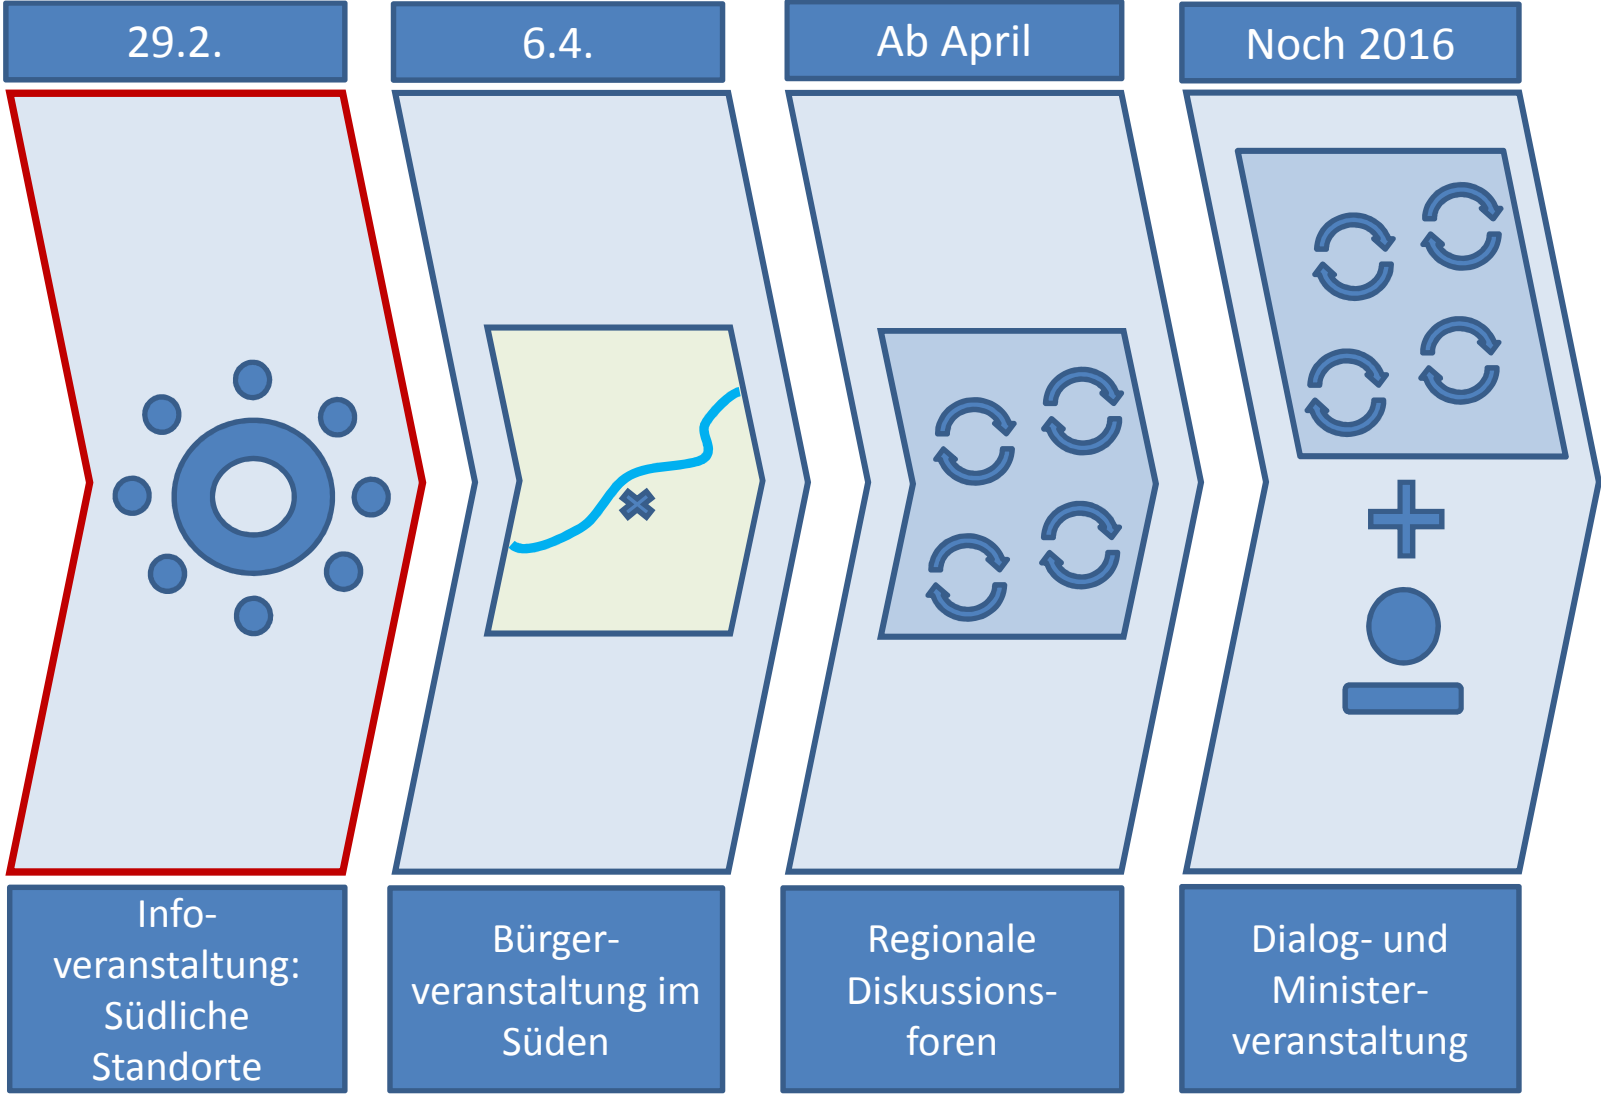 29.2.
6.4.
Ab April
Noch 2016
Info-
veranstaltung:
Südliche
Standorte
Bürger-
veranstaltung im
Süden
Regionale
Diskussions-
foren
Dialog- und
Minister-
veranstaltung